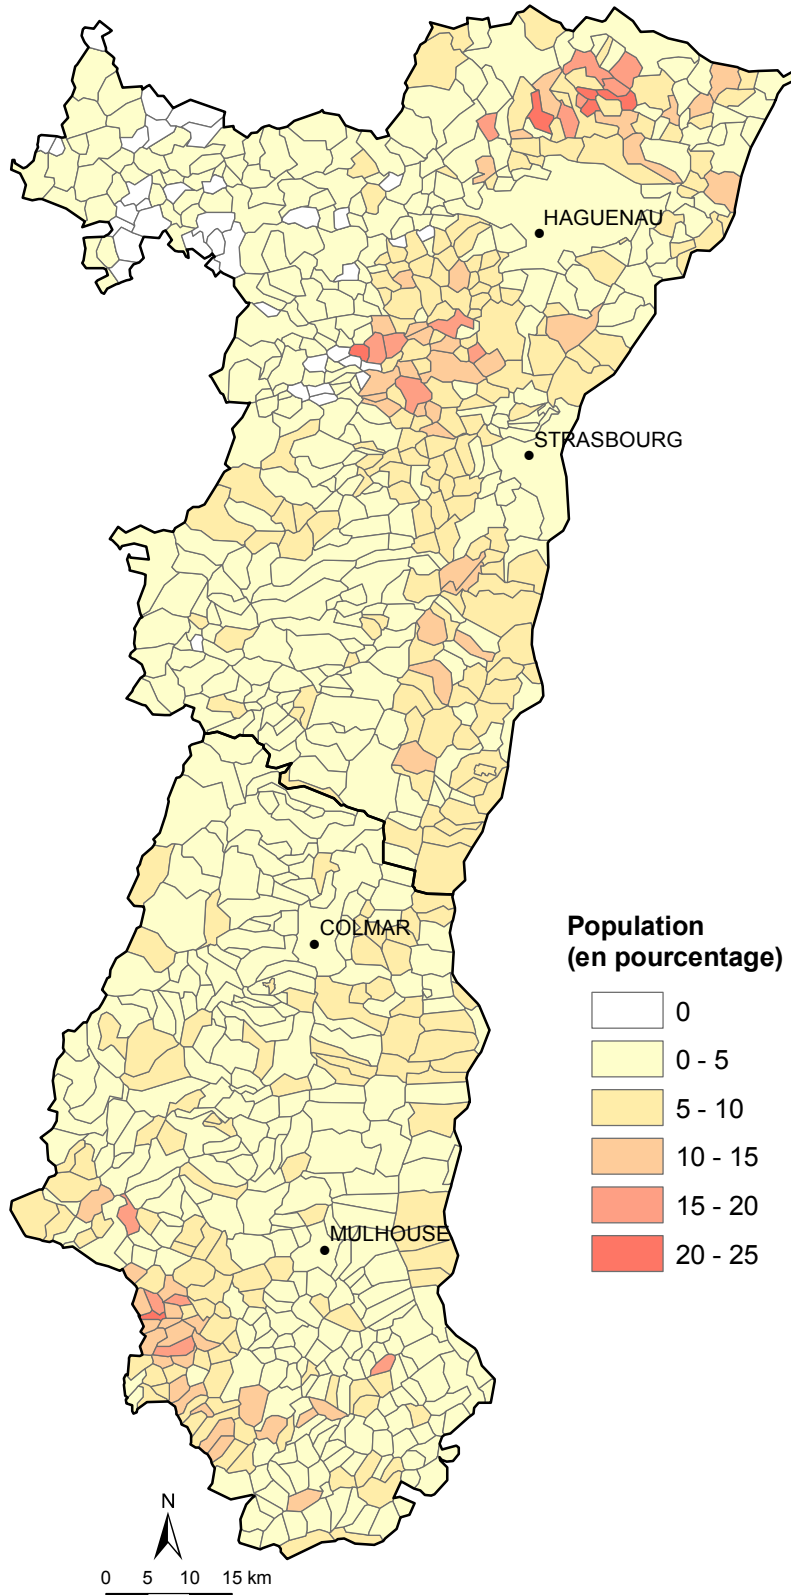 HAGUENAU
STRASBOURG
COLMAR
Population
(en pourcentage)
0
0 - 5
5 - 10
10 - 15
15 - 20
20 - 25
MULHOUSE
N
0 5 10 15 km